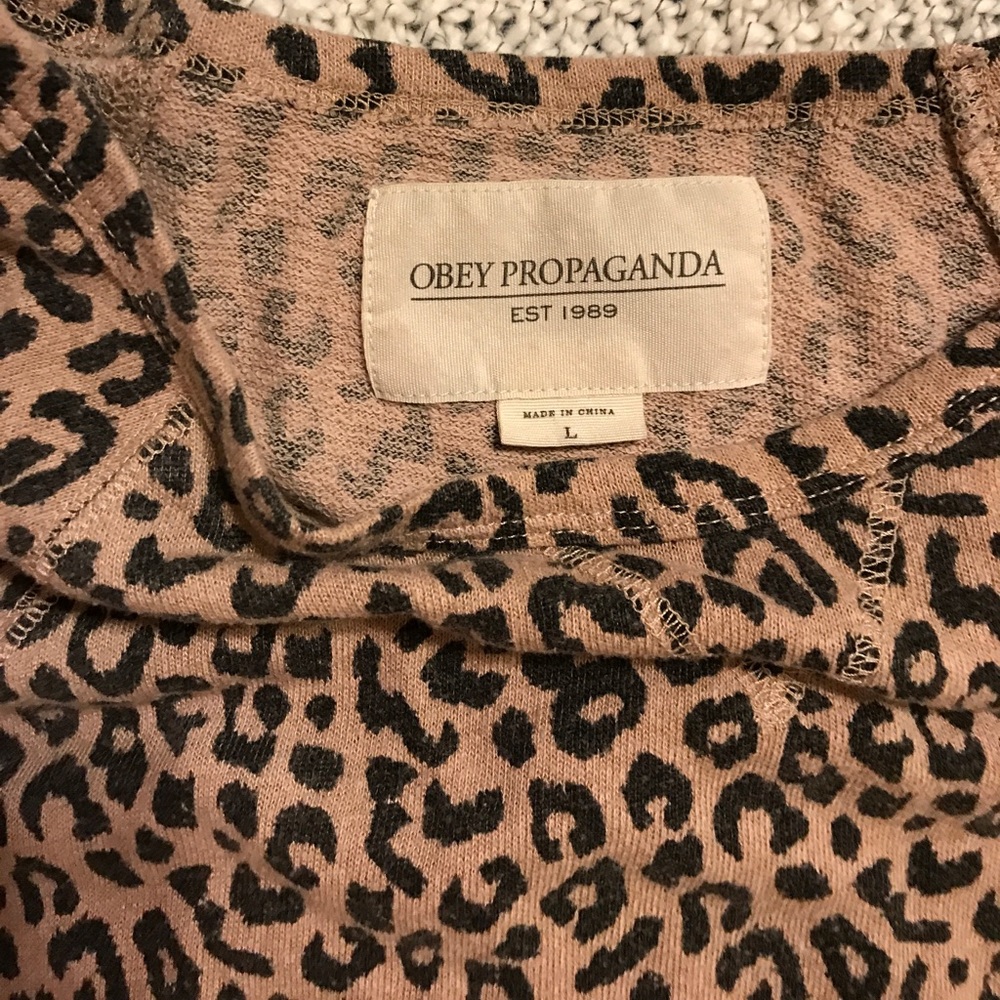 OBEY PROPAGANDA
EST 1989
MADE IN CHINA
L